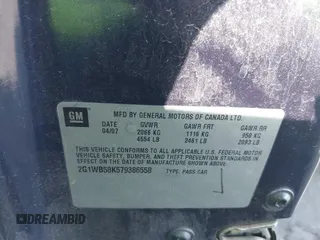 GM
MFD BY GENERAL MOTORS OF CANADA LTD.
DATE GVWR GAWR FRT GAWR RR
04/07 2066 KG 1116 KG 950 KG
4554 LB 2461 LB 2093 LB
THIS VEHICLE CONFORMS TO ALL APPLICABLE U.S. FEDERAL MOTOR
VEHICLE SAFETY, BUMPER, AND THEFT PREVENTION STANDARDS
IN EFFECT ON THE DATE OF MANUFACTURE SHOWN ABOVE.
2G1WB58K579386558 TYPE: PASS CAR
DREAMBID